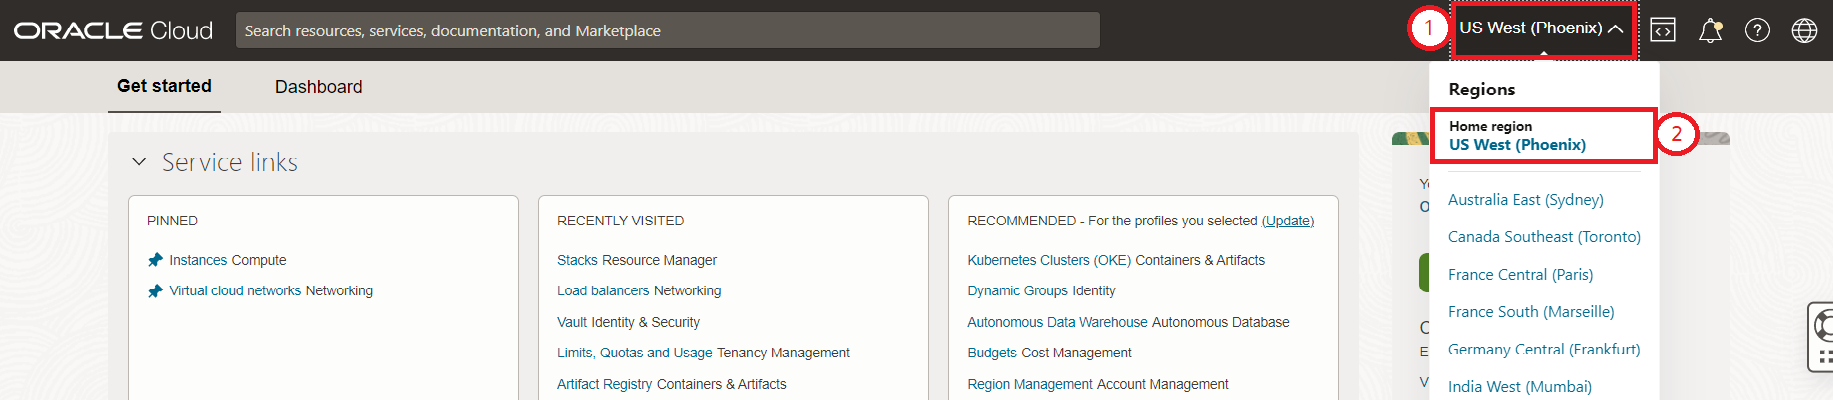 ORACLE Cloud
Search resources, services, documentation, and Marketplace
1
US West (Phoenix)
Get started
Dashboard
Regions
Home region
US West (Phoenix)
2
Australia East (Sydney)
Canada Southeast (Toronto)
France Central (Paris)
France South (Marseille)
Germany Central (Frankfurt)
India West (Mumbai)
Service links
PINNED
Instances Compute
Virtual cloud networks Networking
RECENTLY VISITED
Stacks Resource Manager
Load balancers Networking
Vault Identity & Security
Limits, Quotas and Usage Tenancy Management
Artifact Registry Containers & Artifacts
RECOMMENDED - For the profiles you selected (Update)
Kubernetes Clusters (OKE) Containers & Artifacts
Dynamic Groups Identity
Autonomous Data Warehouse Autonomous Database
Budgets Cost Management
Region Management Account Management